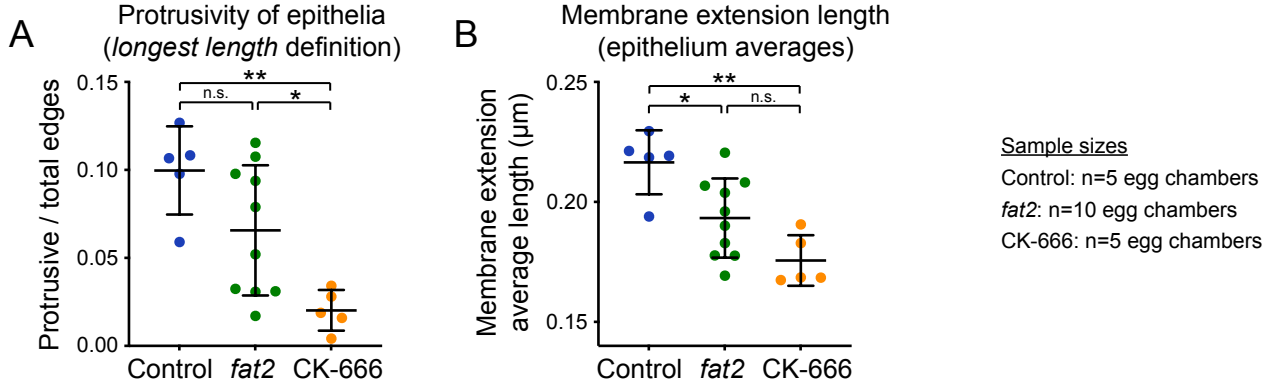 A
Protrusivity of epithelia
(longest length definition)
Protrusive / total edges
0.15
0.10
0.05
0.00
**
n.s.
*
Control
fat2
CK-666
B
Membrane extension length
(epithelium averages)
Membrane extension
average length (μm)
0.25
0.20
0.15
**
*
n.s.
Control
fat2
CK-666
Sample sizes
Control: n=5 egg chambers
fat2: n=10 egg chambers
CK-666: n=5 egg chambers